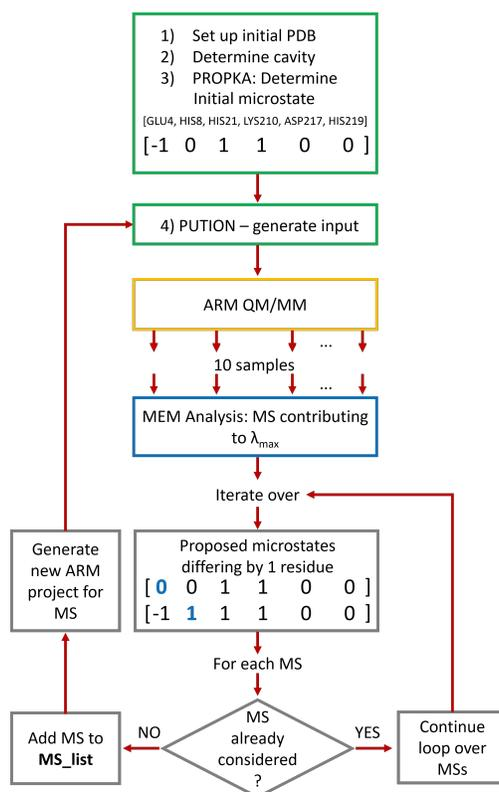 1) Set up initial PDB
2) Determine cavity
3) PROPKA: Determine
Initial microstate
[GLU4, HIS8, HIS21, LYS210, ASP217, HIS219]
[-1 0 1 1 0 0 ]
4) PUTION – generate input
ARM QM/MM
...
10 samples
...
MEM Analysis: MS contributing
to λmax
Iterate over
Proposed microstates
differing by 1 residue
[ 0 0 1 1 0 0 ]
[ -1 1 1 1 0 0 ]
Generate
new ARM
project for
MS
For each MS
MS
already
considered
?
NO
YES
Add MS to
MS_list
Continue
loop over
MSs